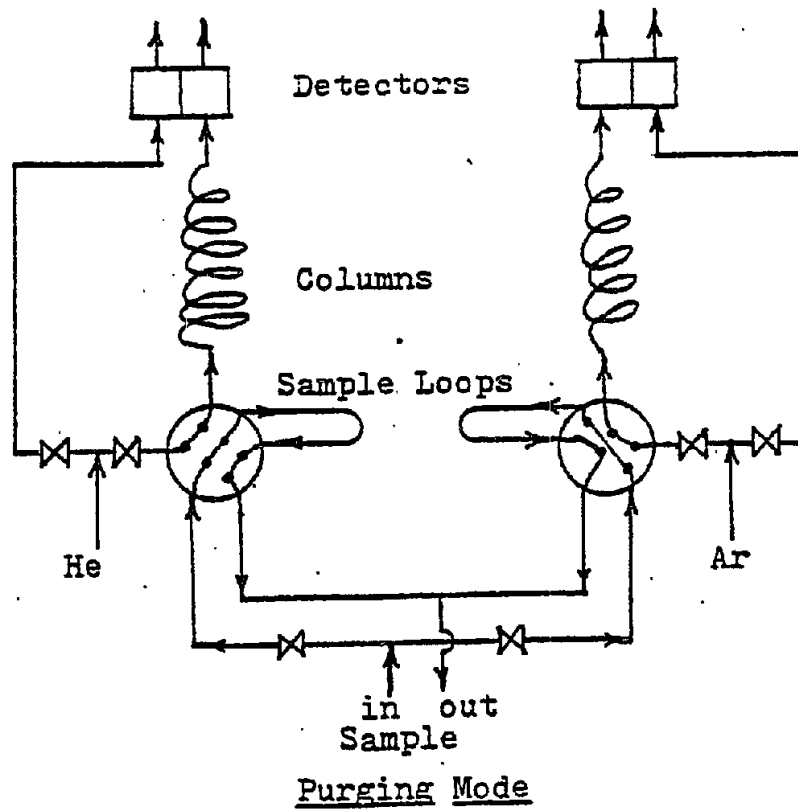 Detectors
Columns
Sample Loops
He
Ar
in out
Sample
Purging Mode